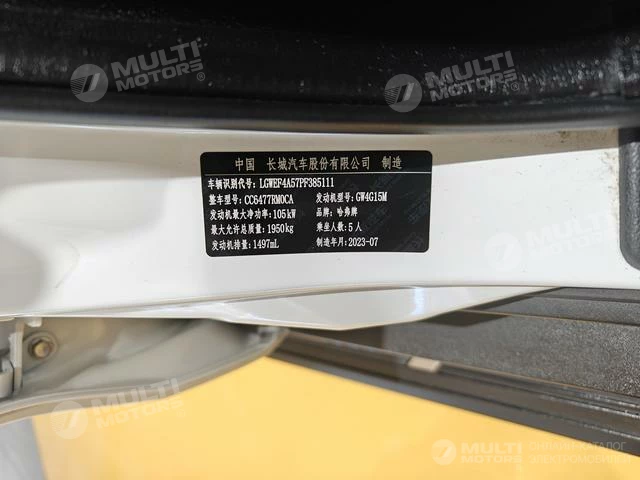 MULTI
MOTORS®
MULTI
MOTORS®
中国 长城汽车股份有限公司 制造
车辆识别代号: LGWEF4A57PF385111
整车型号: CC6477RM0CA 发动机型号: GW4G15M
发动机最大净功率: 105kW 品牌: 哈弗牌
最大允许总质量: 1950kg 乘坐人数: 5人
发动机排量: 1497mL 制造年月: 2023-07
MULTI
MOTORS®
MULTI
MOTORS
ОНЛАЙН-КАТАЛОГ
ЭЛЕКТРОМОБИЛЕЙ